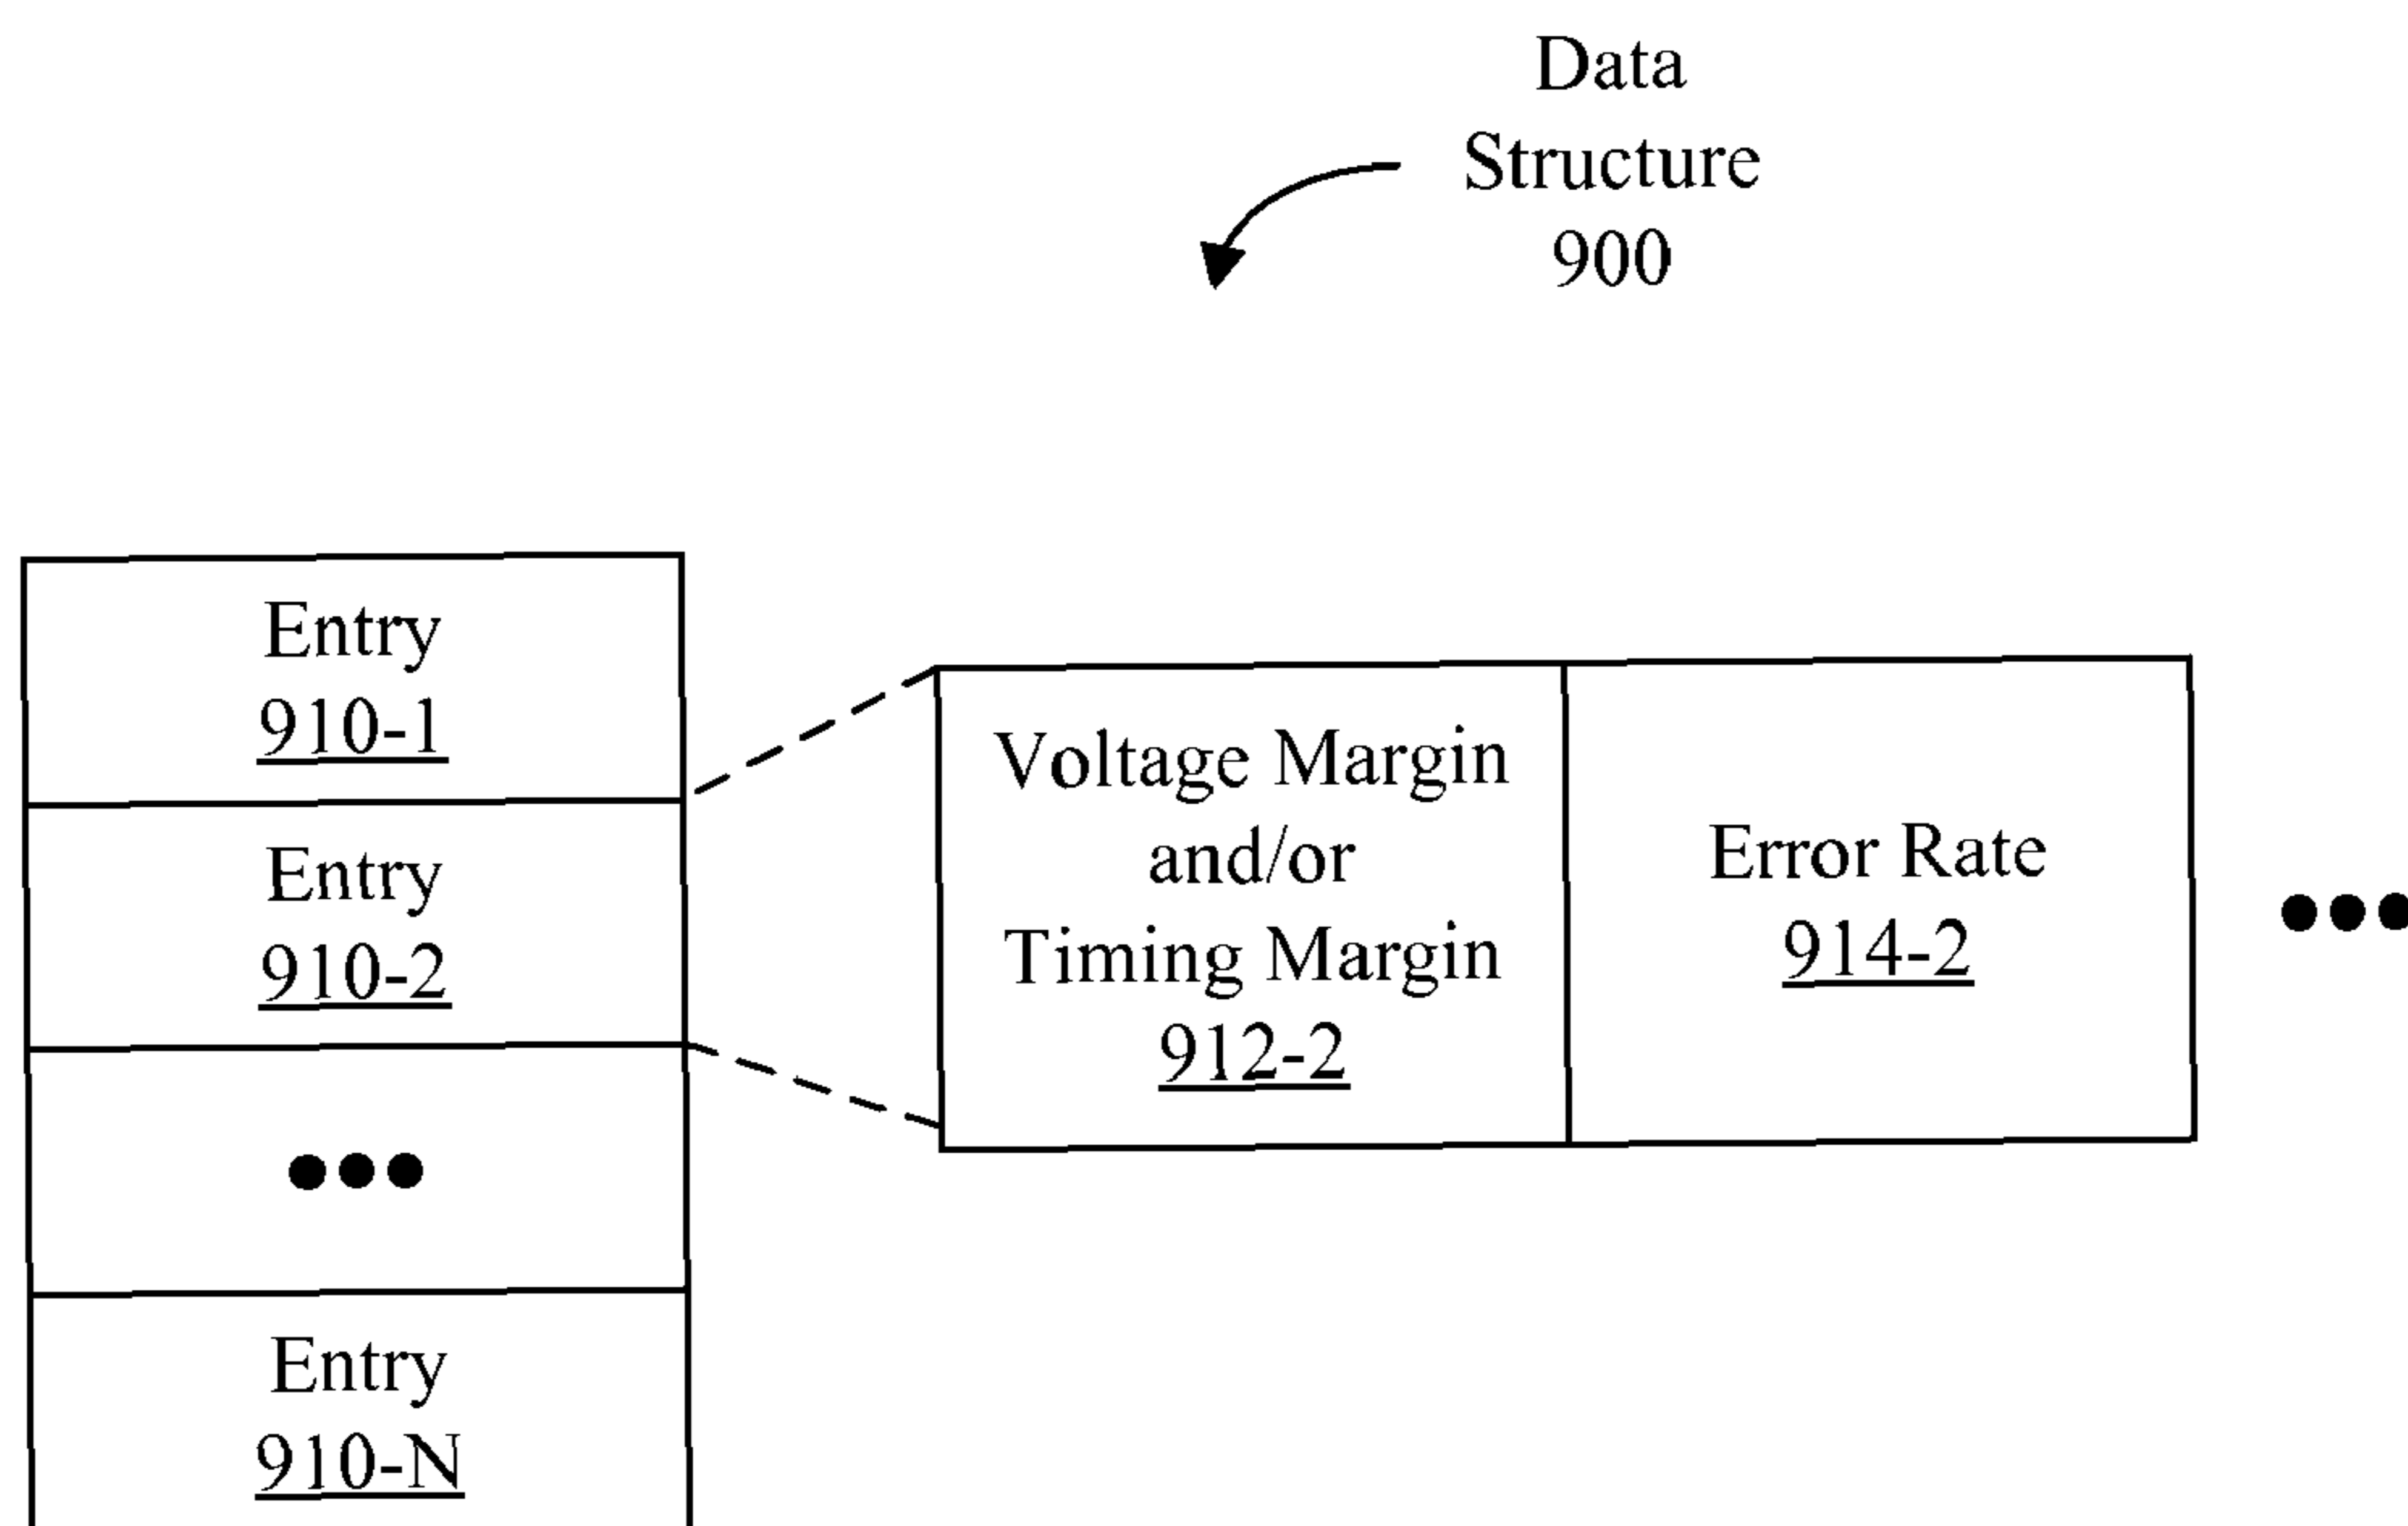 Data
Structure
900
Entry
910-1
Entry
910-2
●●●
Entry
910-N
Voltage Margin
and/or
Timing Margin
912-2
Error Rate
914-2
●●●